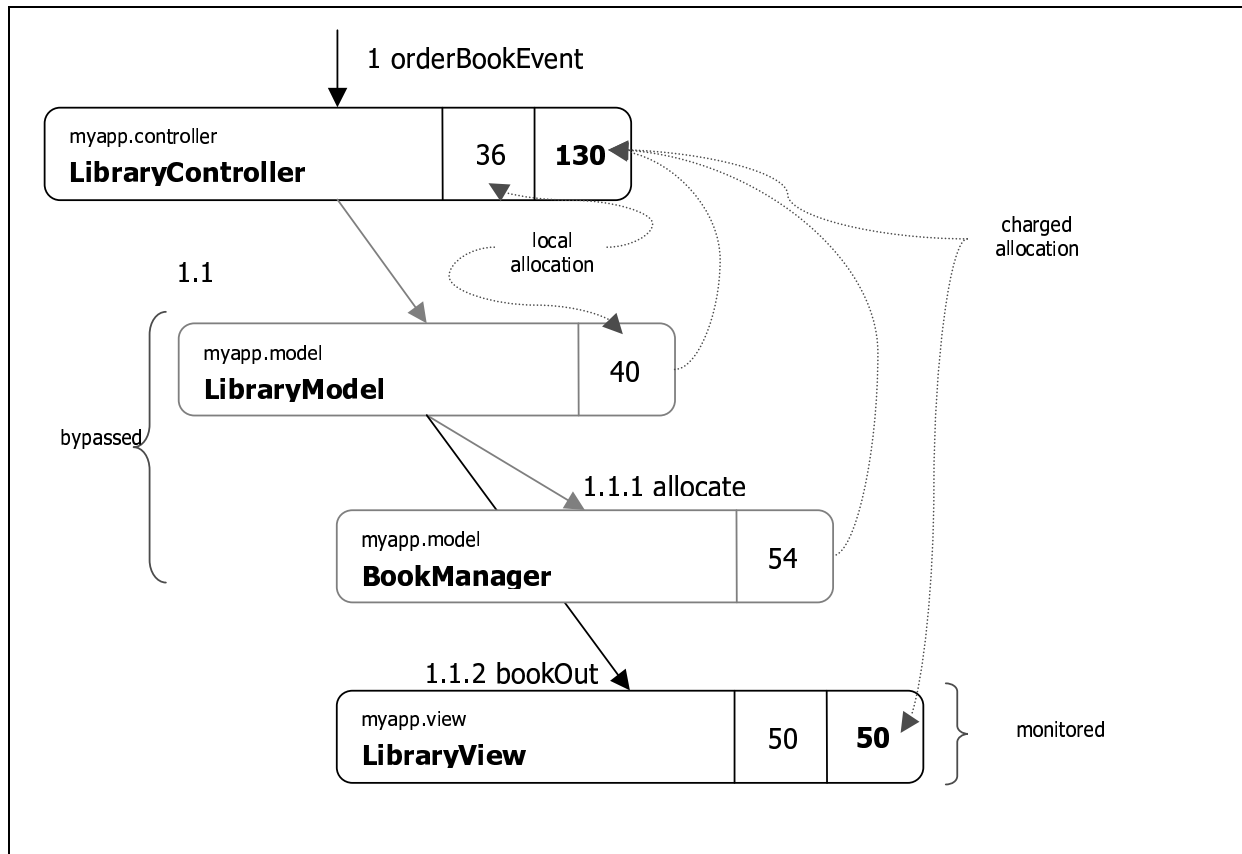 1 orderBookEvent
myapp.controller
LibraryController
36
130
local
allocation
charged
allocation
1.1
myapp.model
LibraryModel
40
bypassed
1.1.1 allocate
myapp.model
BookManager
54
1.1.2 bookOut
myapp.view
LibraryView
50
50
monitored